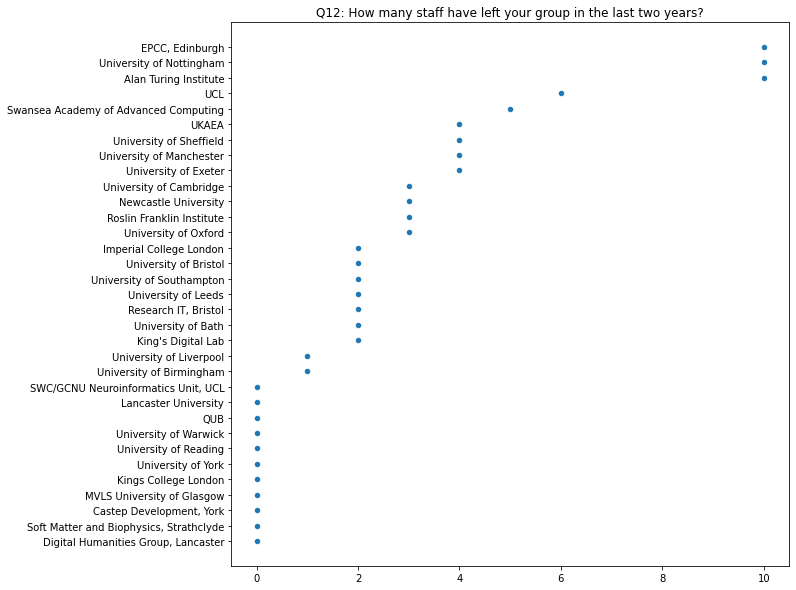 Q12: How many staff have left your group in the last two years?
EPCC, Edinburgh
University of Nottingham
Alan Turing Institute
UCL
Swansea Academy of Advanced Computing
UKAEA
University of Sheffield
University of Manchester
University of Exeter
University of Cambridge
Newcastle University
Roslin Franklin Institute
University of Oxford
Imperial College London
University of Bristol
University of Southampton
University of Leeds
Research IT, Bristol
University of Bath
King's Digital Lab
University of Liverpool
University of Birmingham
SWC/GCNU Neuroinformatics Unit, UCL
Lancaster University
QUB
University of Warwick
University of Reading
University of York
Kings College London
MVLS University of Glasgow
Castep Development, York
Soft Matter and Biophysics, Strathclyde
Digital Humanities Group, Lancaster
0 2 4 6 8 10